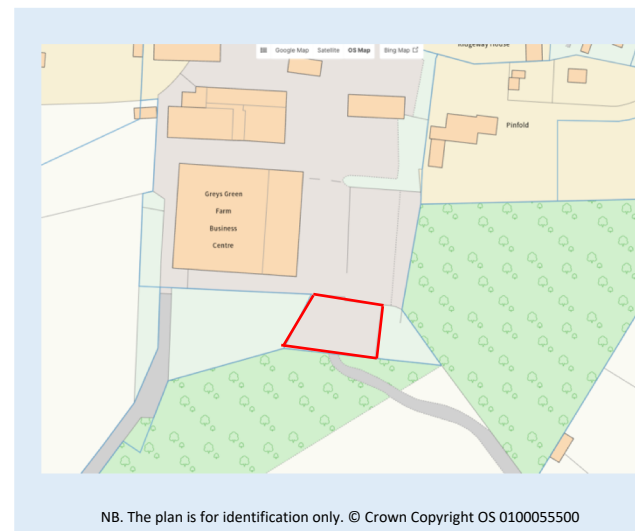 Google Map Satellite OS Map Bing Map
Ridgeway House
Pinfold
Greys Green
Farm
Business
Centre
NB. The plan is for identification only. © Crown Copyright OS 0100055500